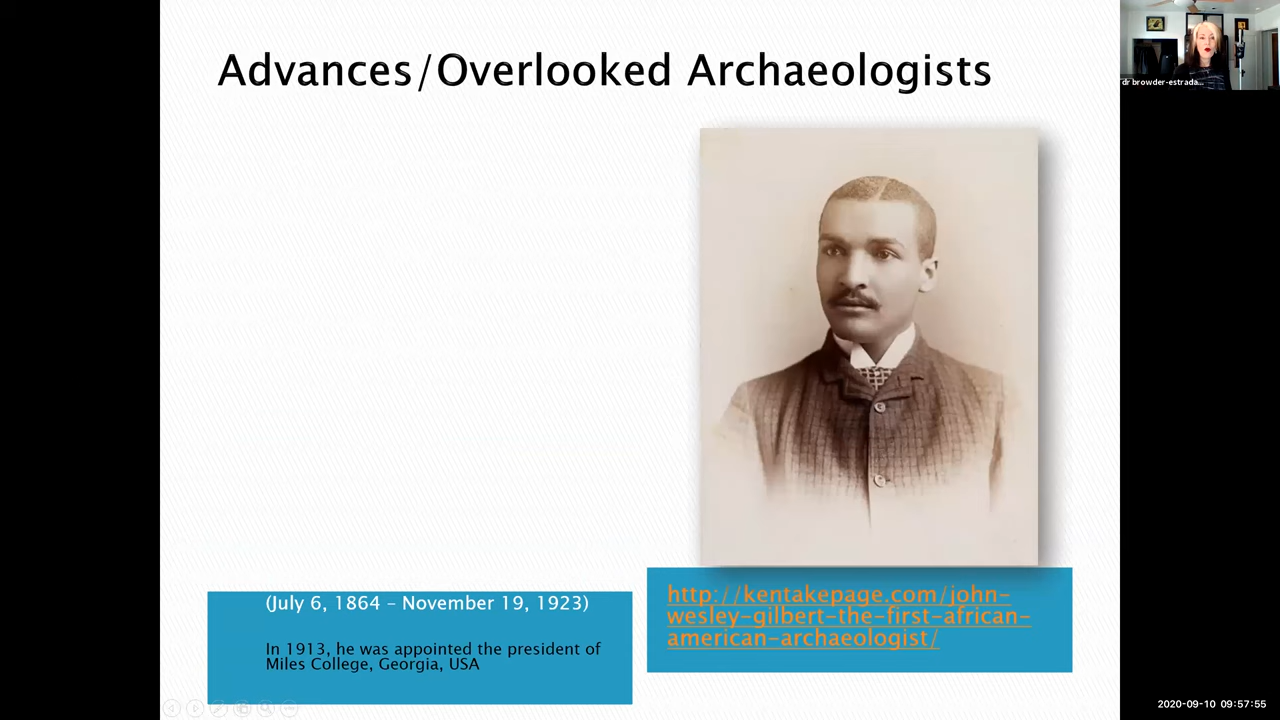 Advances/Overlooked Archaeologists
dr browder-estrada...
(July 6, 1864 – November 19, 1923)
In 1913, he was appointed the president of
Miles College, Georgia, USA
http://kentakepage.com/john-
wesley-gilbert-the-first-african-
american-archaeologist/
2020-09-10 09:57:55